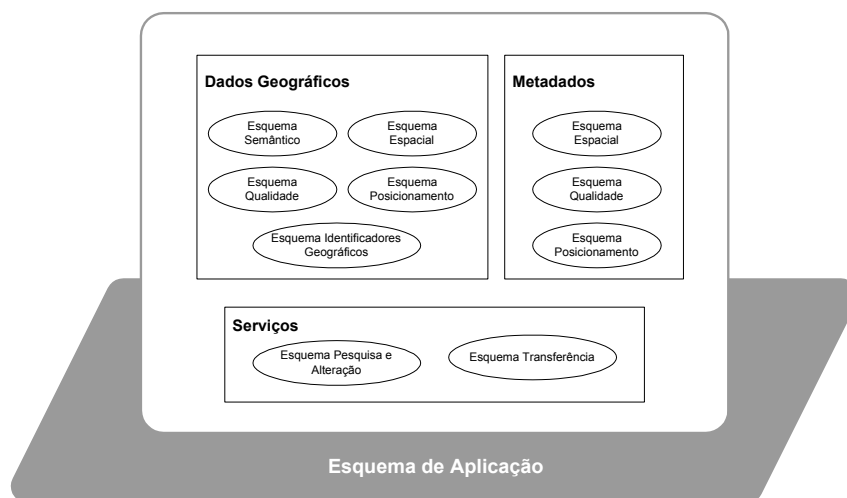 Dados Geográficos
Esquema
Semântico
Esquema
Espacial
Esquema
Qualidade
Esquema
Posicionamento
Esquema Identificadores
Geográficos
Metadados
Esquema
Espacial
Esquema
Qualidade
Esquema
Posicionamento
Serviços
Esquema Pesquisa e
Alteração
Esquema Transferência
Esquema de Aplicação